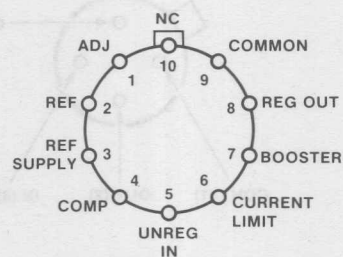 NC
ADJ
COMMON
10
1
9
REF
2
8
REG OUT
REF
SUPPLY
3
7
BOOSTER
4
6
5
COMP
CURRENT
LIMIT
UNREG
IN